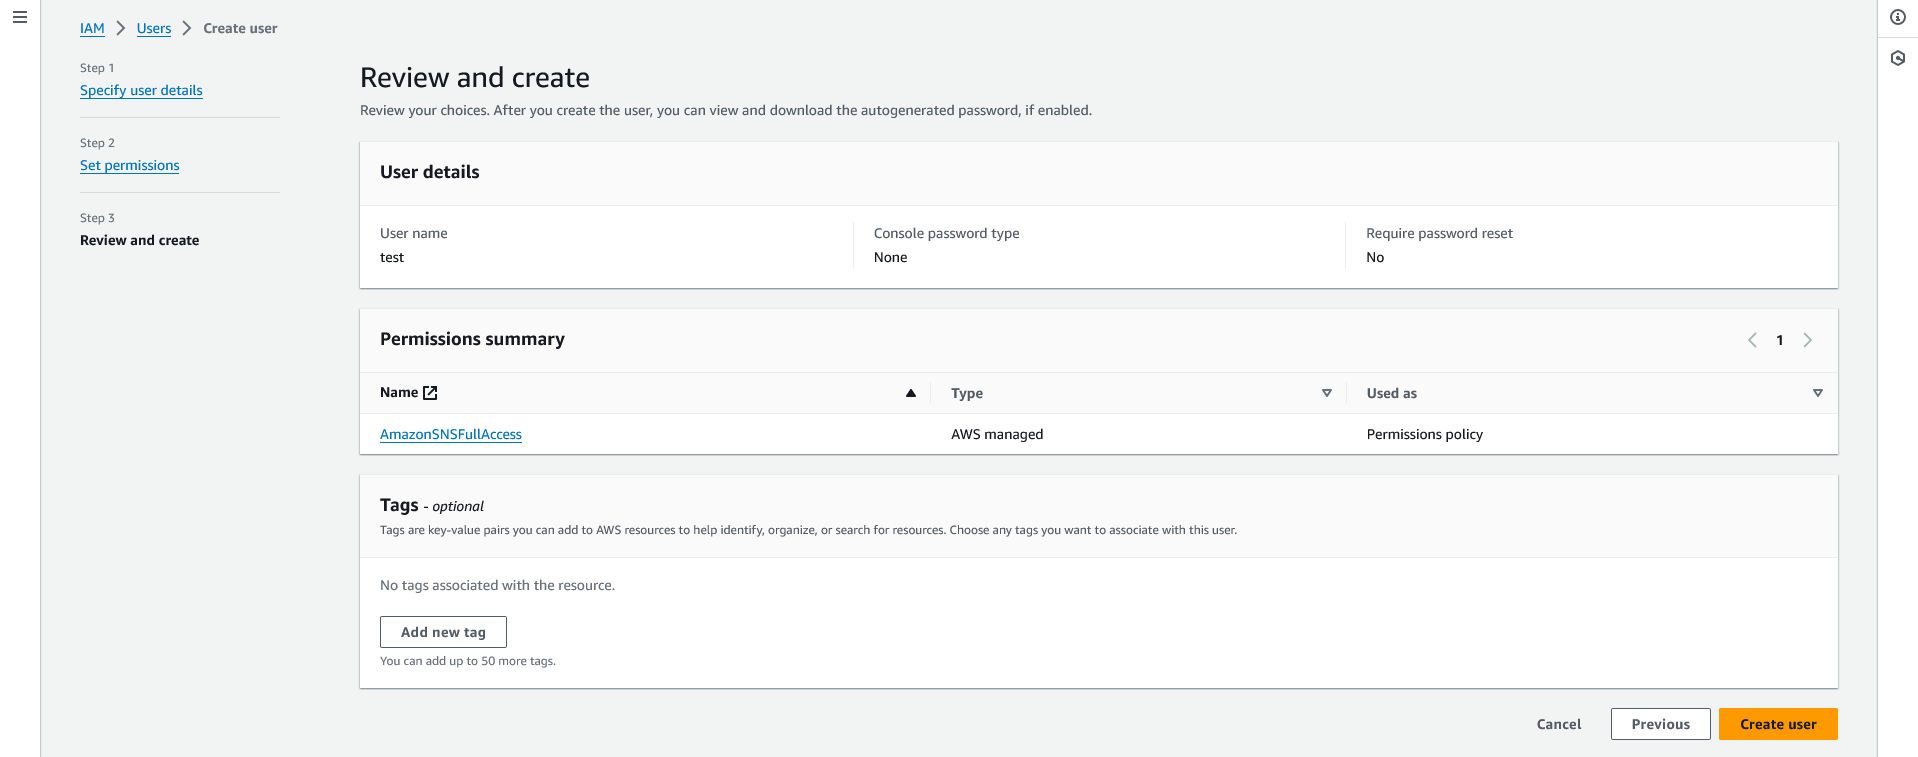 IAM > Users > Create user
Step 1
Specify user details
Step 2
Set permissions
Step 3
Review and create
Review and create
Review your choices. After you create the user, you can view and download the autogenerated password, if enabled.
User details
User name
test
Console password type
None
Require password reset
No
Permissions summary
1
Name Type Used as
AmazonSNSFullAccess AWS managed Permissions policy
Tags - optional
Tags are key-value pairs you can add to AWS resources to help identify, organize, or search for resources. Choose any tags you want to associate with this user.
No tags associated with the resource.
Add new tag
You can add up to 50 more tags.
Cancel Previous Create user